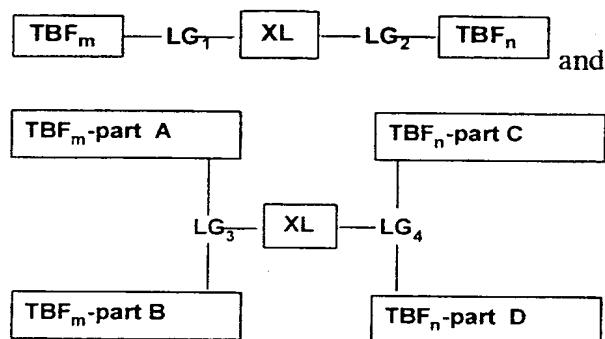 TBFm LG1 XL LG2 TBFn and
TBFm-part A TBFn-part C
LG3 XL LG4
TBFm-part B TBFn-part D